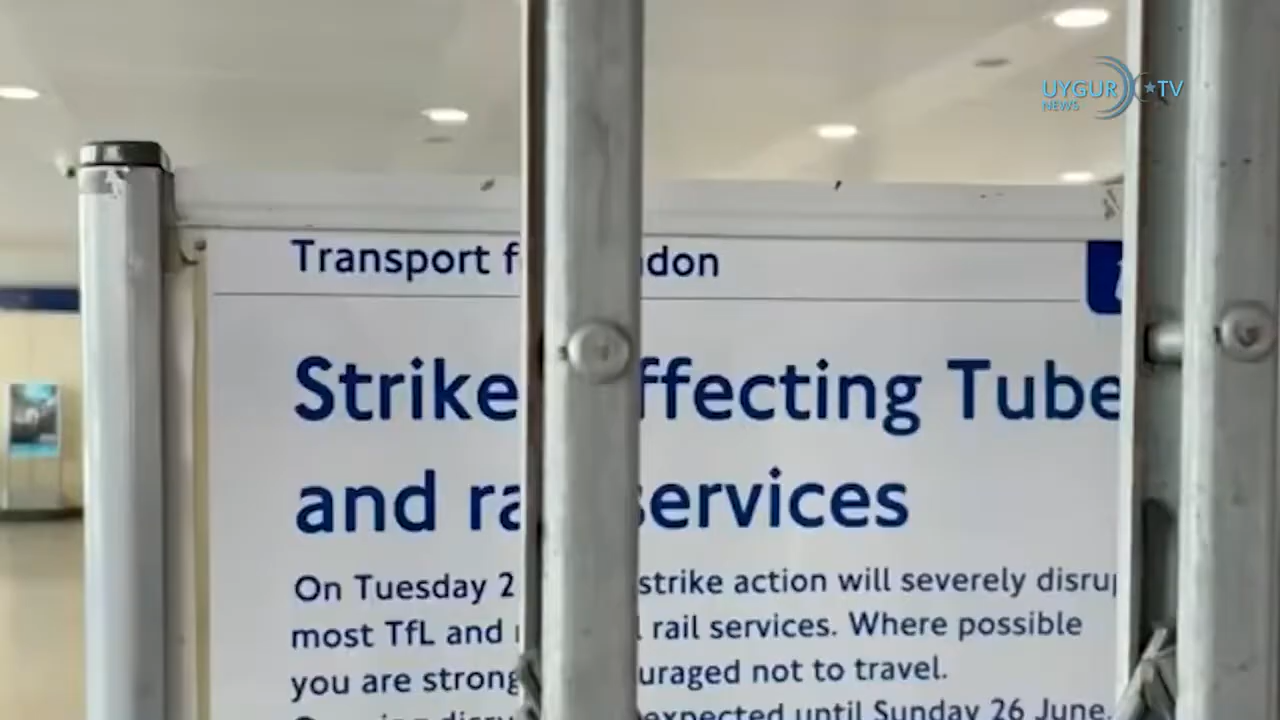 UYGUR TV
NEWS
Transport f don
Strike ffecting Tube
and ra services
On Tuesday 2 strike action will severely disrup
most TfL and rail services. Where possible
you are strong uraged not to travel.
expected until Sunday 26 June.